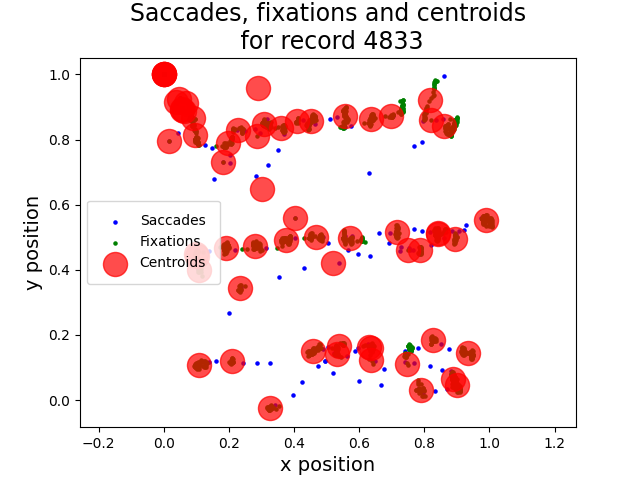 Saccades, fixations and centroids
for record 4833
1.0
0.8
0.6
0.4
0.2
0.0
y position
Saccades
Fixations
Centroids
−0.2
0.0
0.2
0.4
0.6
0.8
1.0
1.2
x position